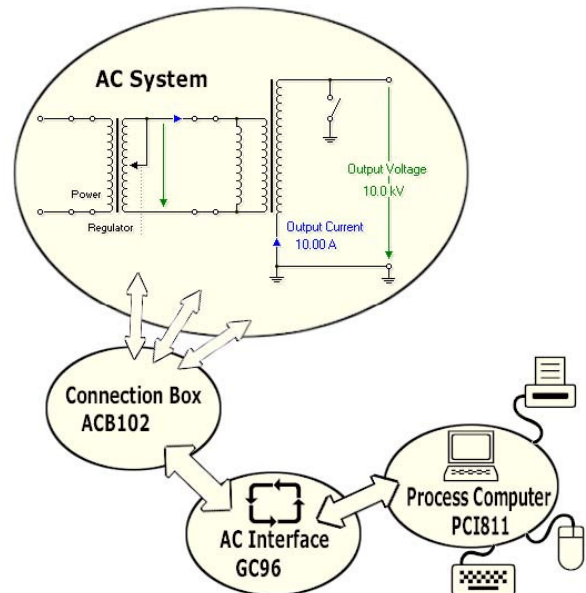 AC System
Output Voltage
10.0 kV
Power
Regulator
Output Current
10.00 A
Connection Box
ACB102
Process Computer
PCI811
AC Interface
GC96